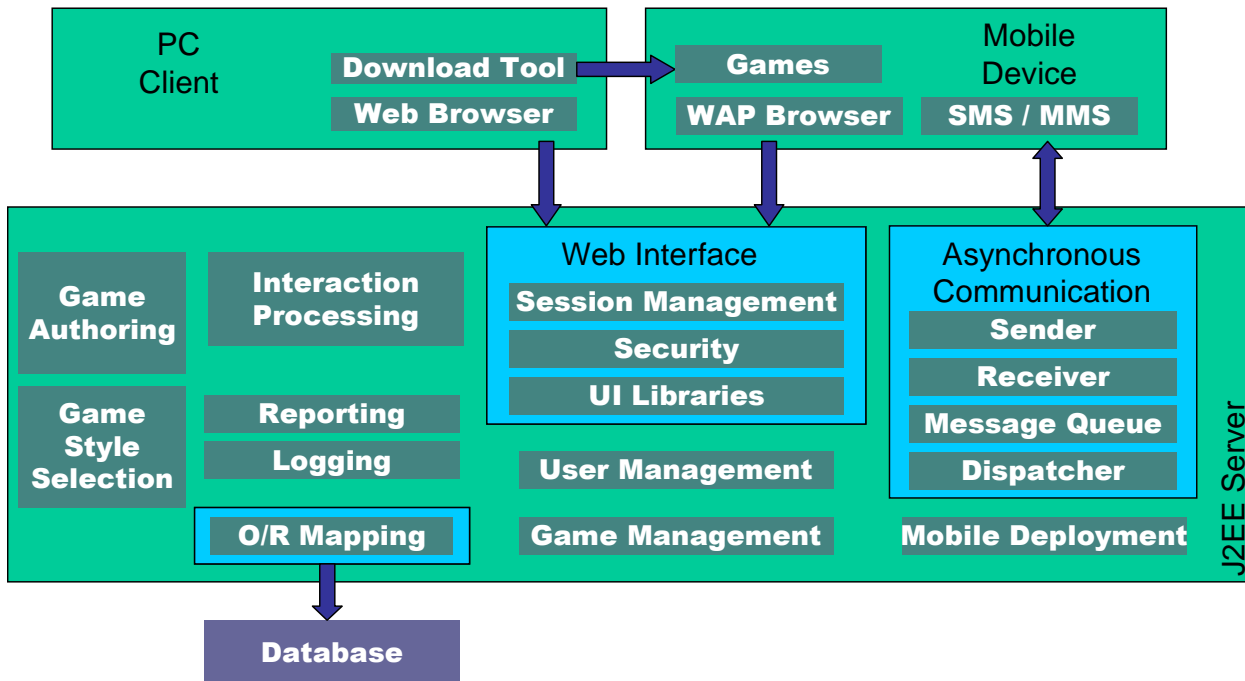 PC
Client
Download Tool
Web Browser
Mobile
Device
Games
WAP Browser
SMS / MMS
Game
Authoring
Interaction
Processing
Game
Style
Selection
Reporting
Logging
O/R Mapping
Web Interface
Session Management
Security
UI Libraries
User Management
Game Management
Asynchronous
Communication
Sender
Receiver
Message Queue
Dispatcher
Mobile Deployment
J2EE Server
Database